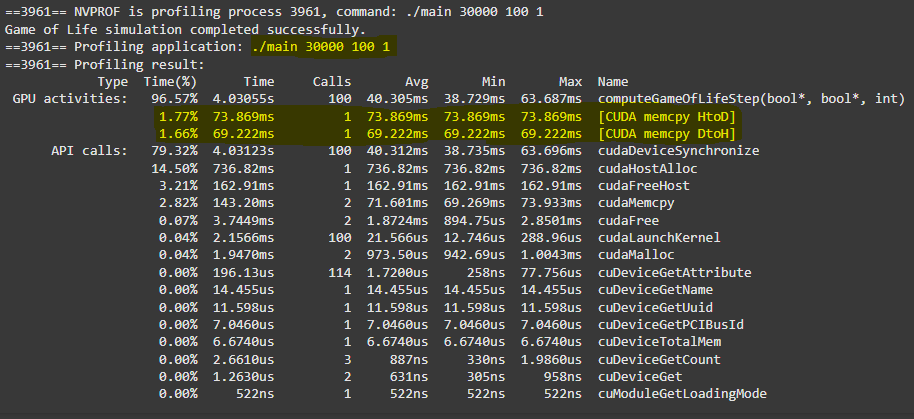 ==3961== NVPROF is profiling process 3961, command: ./main 30000 100 1
Game of Life simulation completed successfully.
==3961== Profiling application: ./main 30000 100 1
==3961== Profiling result:
Type Time(%) Time Calls Avg Min Max Name
GPU activities: 96.57% 4.03055s 100 40.305ms 38.729ms 63.687ms computeGameOfLifeStep(bool*, bool*, int)
1.77% 73.869ms 1 73.869ms 73.869ms 73.869ms [CUDA memcpy HtoD]
1.66% 69.222ms 1 69.222ms 69.222ms 69.222ms [CUDA memcpy DtoH]
API calls: 79.32% 4.03123s 100 40.312ms 38.735ms 63.696ms cudaDeviceSynchronize
14.50% 736.82ms 1 736.82ms 736.82ms 736.82ms cudaHostAlloc
3.21% 162.91ms 1 162.91ms 162.91ms 162.91ms cudaFreeHost
2.82% 143.20ms 2 71.601ms 69.269ms 73.933ms cudaMemcpy
0.07% 3.7449ms 2 1.8724ms 894.75us 2.8501ms cudaFree
0.04% 2.1566ms 100 21.566us 12.746us 288.96us cudaLaunchKernel
0.04% 1.9470ms 2 973.50us 942.69us 1.0043ms cudaMalloc
0.00% 196.13us 114 1.7200us 258ns 77.756us cuDeviceGetAttribute
0.00% 14.455us 1 14.455us 14.455us 14.455us cuDeviceGetName
0.00% 11.598us 1 11.598us 11.598us 11.598us cuDeviceGetUuid
0.00% 7.0460us 1 7.0460us 7.0460us 7.0460us cuDeviceGetPCIBusId
0.00% 6.6740us 1 6.6740us 6.6740us 6.6740us cuDeviceTotalMem
0.00% 2.6610us 3 887ns 330ns 1.9860us cuDeviceGetCount
0.00% 1.2630us 2 631ns 305ns 958ns cuDeviceGet
0.00% 522ns 1 522ns 522ns 522ns cuModuleGetLoadingMode